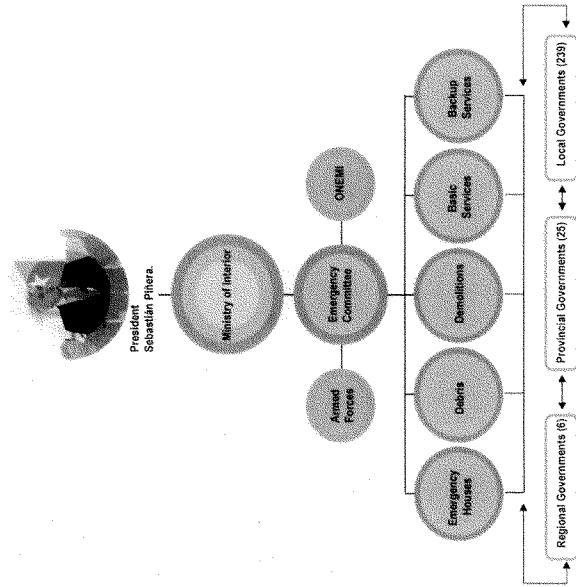 President
Sebastián Piñera.
Ministry of Interior
Armed
Forces
Emergency
Committee
ONEMI
Emergency
Houses
Debris
Demolitions
Basic
Services
Backup
Services
Regional Governments (6)
Provincial Governments (25)
Local Governments (239)